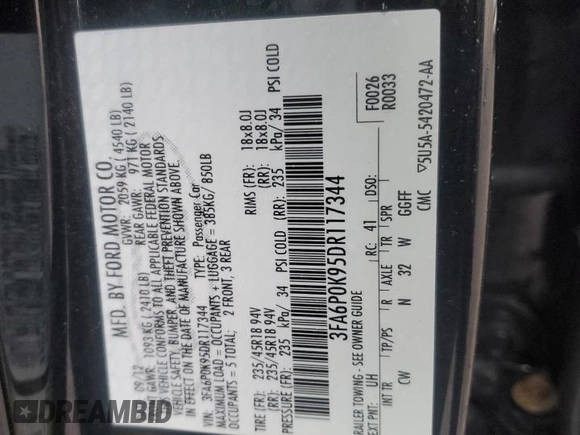 MFD. BY FORD MOTOR CO.
09/12 GVWR: 2059 KG ( 4540 LB)
GAWR: 1093 KG ( 2410 LB) REAR GAWR: 971 KG ( 2140 LB)
VEHICLE CONFORMS TO ALL APPLICABLE FEDERAL MOTOR
VEHICLE SAFETY, BUMPER, AND THEFT PREVENTION STANDARDS
IN EFFECT ON THE DATE OF MANUFACTURE SHOWN ABOVE.
VIN: 3FA6P0K95DR117344 TYPE: Passenger Car
MAXIMUM LOAD = OCCUPANTS + LUGGAGE = 385KG/ 850LB
OCCUPANTS = 5 TOTAL; 2 FRONT, 3 REAR
TIRE (FR): 235/45R18 94V RIMS (FR): 18x8.0J
(RR): 235/45R18 94V (RR): 18x8.0J
PRESSURE (FR): 235 kPa/ 34 PSI COLD (RR): 235 kPa/ 34 PSI COLD
3FA6P0K95DR117344
TRAILER TOWING - SEE OWNER GUIDE
F0026
R0033
EXT PNT: UH RC: 41 DSO:
INT TR TP/PS R AXLE TR SPR
CW N 32 W GGFF
CMC ▽5U5A-5420472-AA
DREAMBID